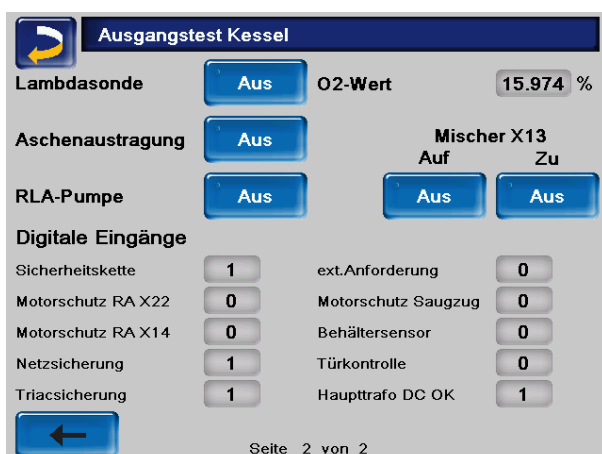 Ausgangstest Kessel
Lambdasonde Aus O2-Wert 15.974 %
Aschenaustragung Aus Mischer X13
Auf Zu
RLA-Pumpe Aus Aus Aus
Digitale Eingänge
Sicherheitskette 1 ext.Anforderung 0
Motorschutz RA X22 0 Motorschutz Saugzug 0
Motorschutz RA X14 0 Behältersensor 0
Netzsicherung 1 Türkontrolle 0
Triacsicherung 1 Haupttrafo DC OK 1
Seite 2 von 2